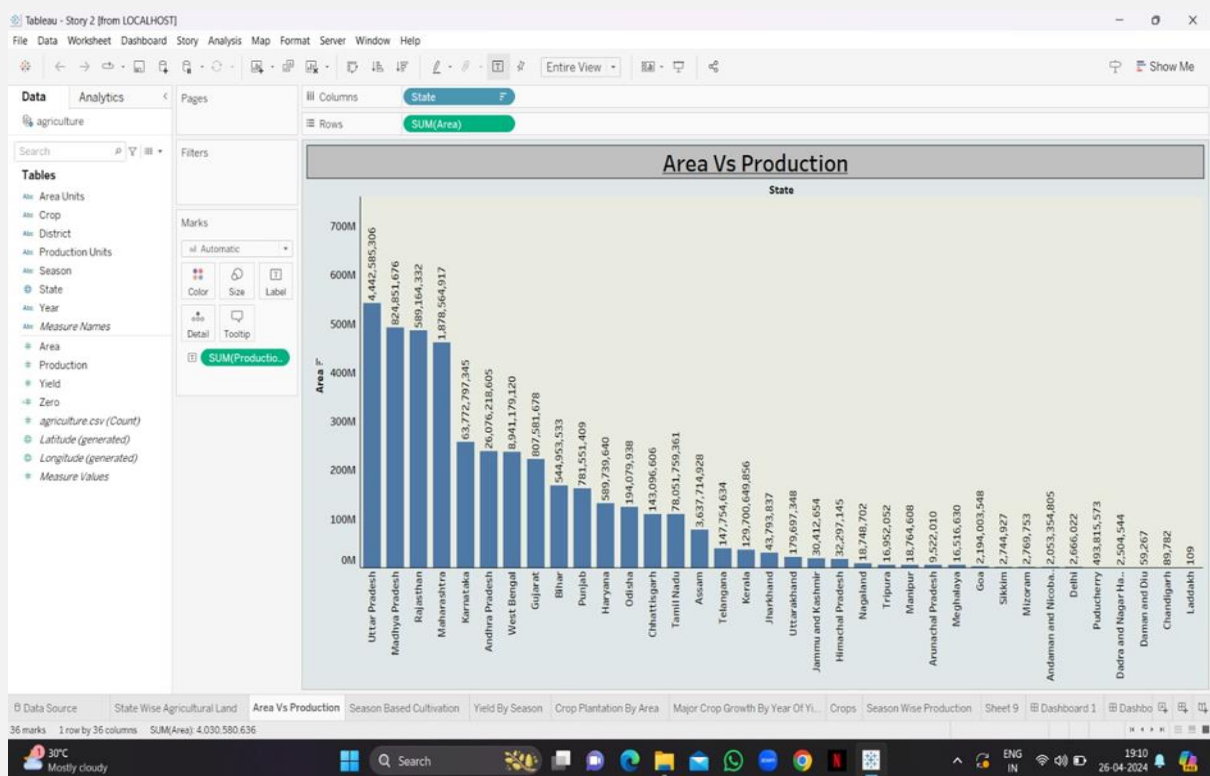 Tableau - Story 2 [from LOCALHOST]
File Data Worksheet Dashboard Story Analysis Map Format Server Window Help
Entire View
Show Me
Data Analytics
Pages
Columns State
agriculture
Rows SUM(Area)
Search
Filters
Tables
Abc Area Units
Abc Crop
Abc District
Abc Production Units
Abc Season
State
Abc Year
Abc Measure Names
# Area
# Production
# Yield
=# Zero
# agriculture.csv (Count)
Latitude (generated)
Longitude (generated)
# Measure Values
Marks
Automatic
Color Size Label
Detail Tooltip
SUM(Productio..
Area Vs Production
State
Area
700M
600M
500M
400M
300M
200M
100M
0M
4,442,585,306
824,851,676
589,164,332
1,878,564,917
63,772,797,345
26,076,218,605
8,941,179,120
807,581,678
544,953,533
781,551,409
589,739,640
194,079,938
143,096,606
78,051,759,361
3,637,714,928
147,754,634
129,700,649,856
43,793,837
179,697,348
30,412,654
32,297,145
18,748,702
16,952,052
18,764,608
9,522,010
16,516,630
2,194,003,548
2,744,927
2,769,753
2,053,354,805
2,666,022
493,815,573
2,504,544
59,267
89,782
109
Uttar Pradesh
Madhya Pradesh
Rajasthan
Maharashtra
Karnataka
Andhra Pradesh
West Bengal
Gujarat
Bihar
Punjab
Haryana
Odisha
Chhattisgarh
Tamil Nadu
Assam
Telangana
Kerala
Jharkhand
Uttarakhand
Jammu and Kashmir
Himachal Pradesh
Nagaland
Tripura
Manipur
Arunachal Pradesh
Meghalaya
Goa
Sikkim
Mizoram
Andaman and Nicoba..
Delhi
Puducherry
Dadra and Nagar Ha..
Daman and Diu
Chandigarh
Laddakh
Data Source State Wise Agricultural Land Area Vs Production Season Based Cultivation Yield By Season Crop Plantation By Area Major Crop Growth By Year Of Yi... Crops Season Wise Production Sheet 9 Dashboard 1 Dashbo
36 marks 1 row by 36 columns SUM(Area): 4,030,580,636
1
30°C
Mostly cloudy
Search
ENG
IN
19:10
26-04-2024